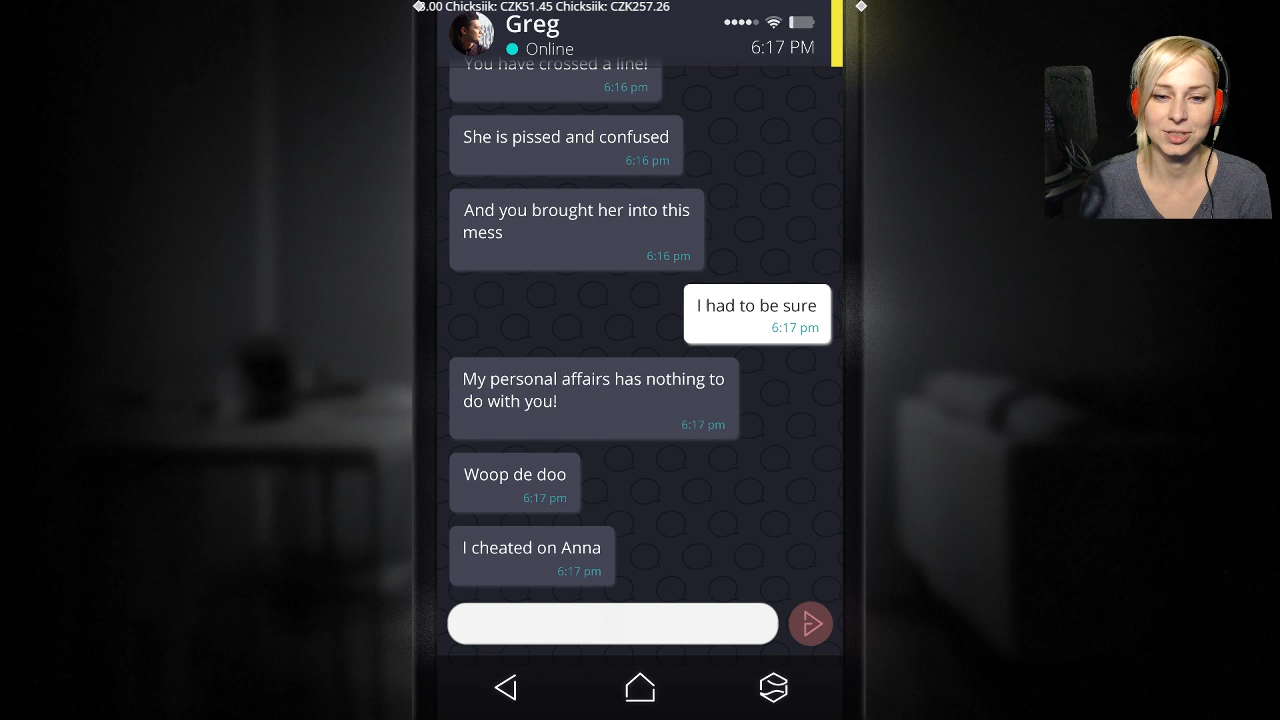 3.00 Chicksiik: CZK51.45 Chicksiik: CZK257.26
Greg
Online
6:17 PM
You have crossed a line!
6:16 pm
She is pissed and confused
6:16 pm
And you brought her into this
mess
6:16 pm
I had to be sure
6:17 pm
My personal affairs has nothing to
do with you!
6:17 pm
Woop de doo
6:17 pm
I cheated on Anna
6:17 pm